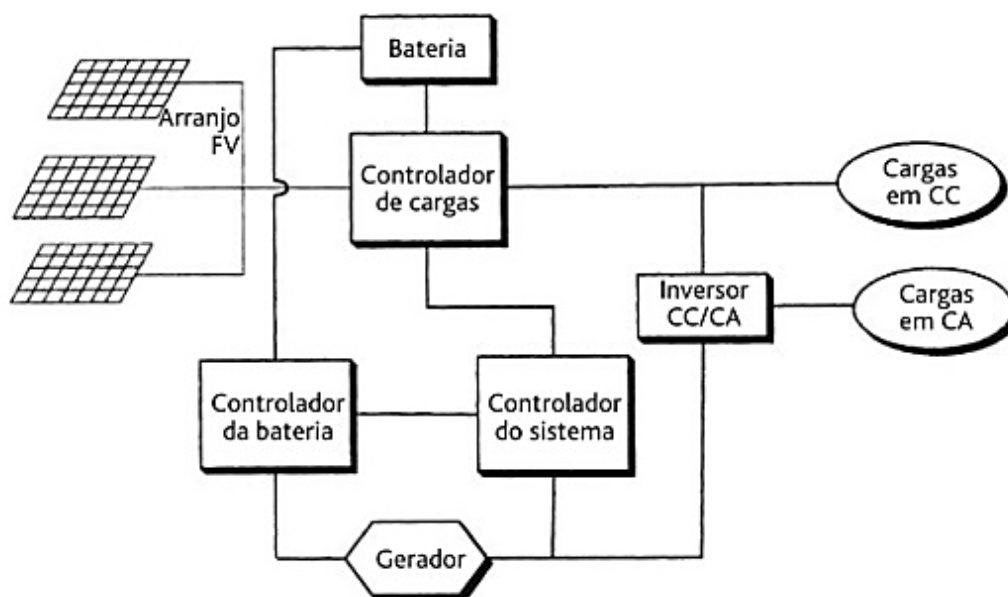 Bateria
Arranjo
FV
Controlador
de cargas
Cargas
em CC
Inversor
CC/CA
Cargas
em CA
Controlador
da bateria
Controlador
do sistema
Gerador